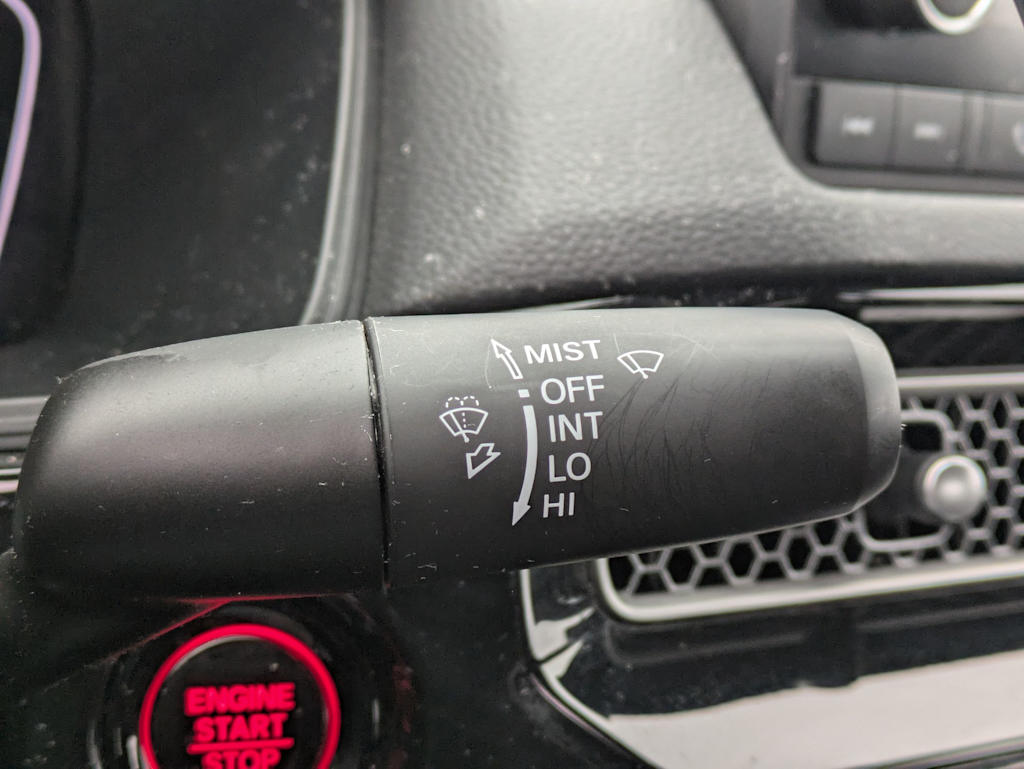 MIST
OFF
INT
LO
HI
ENGINE
START
STOP